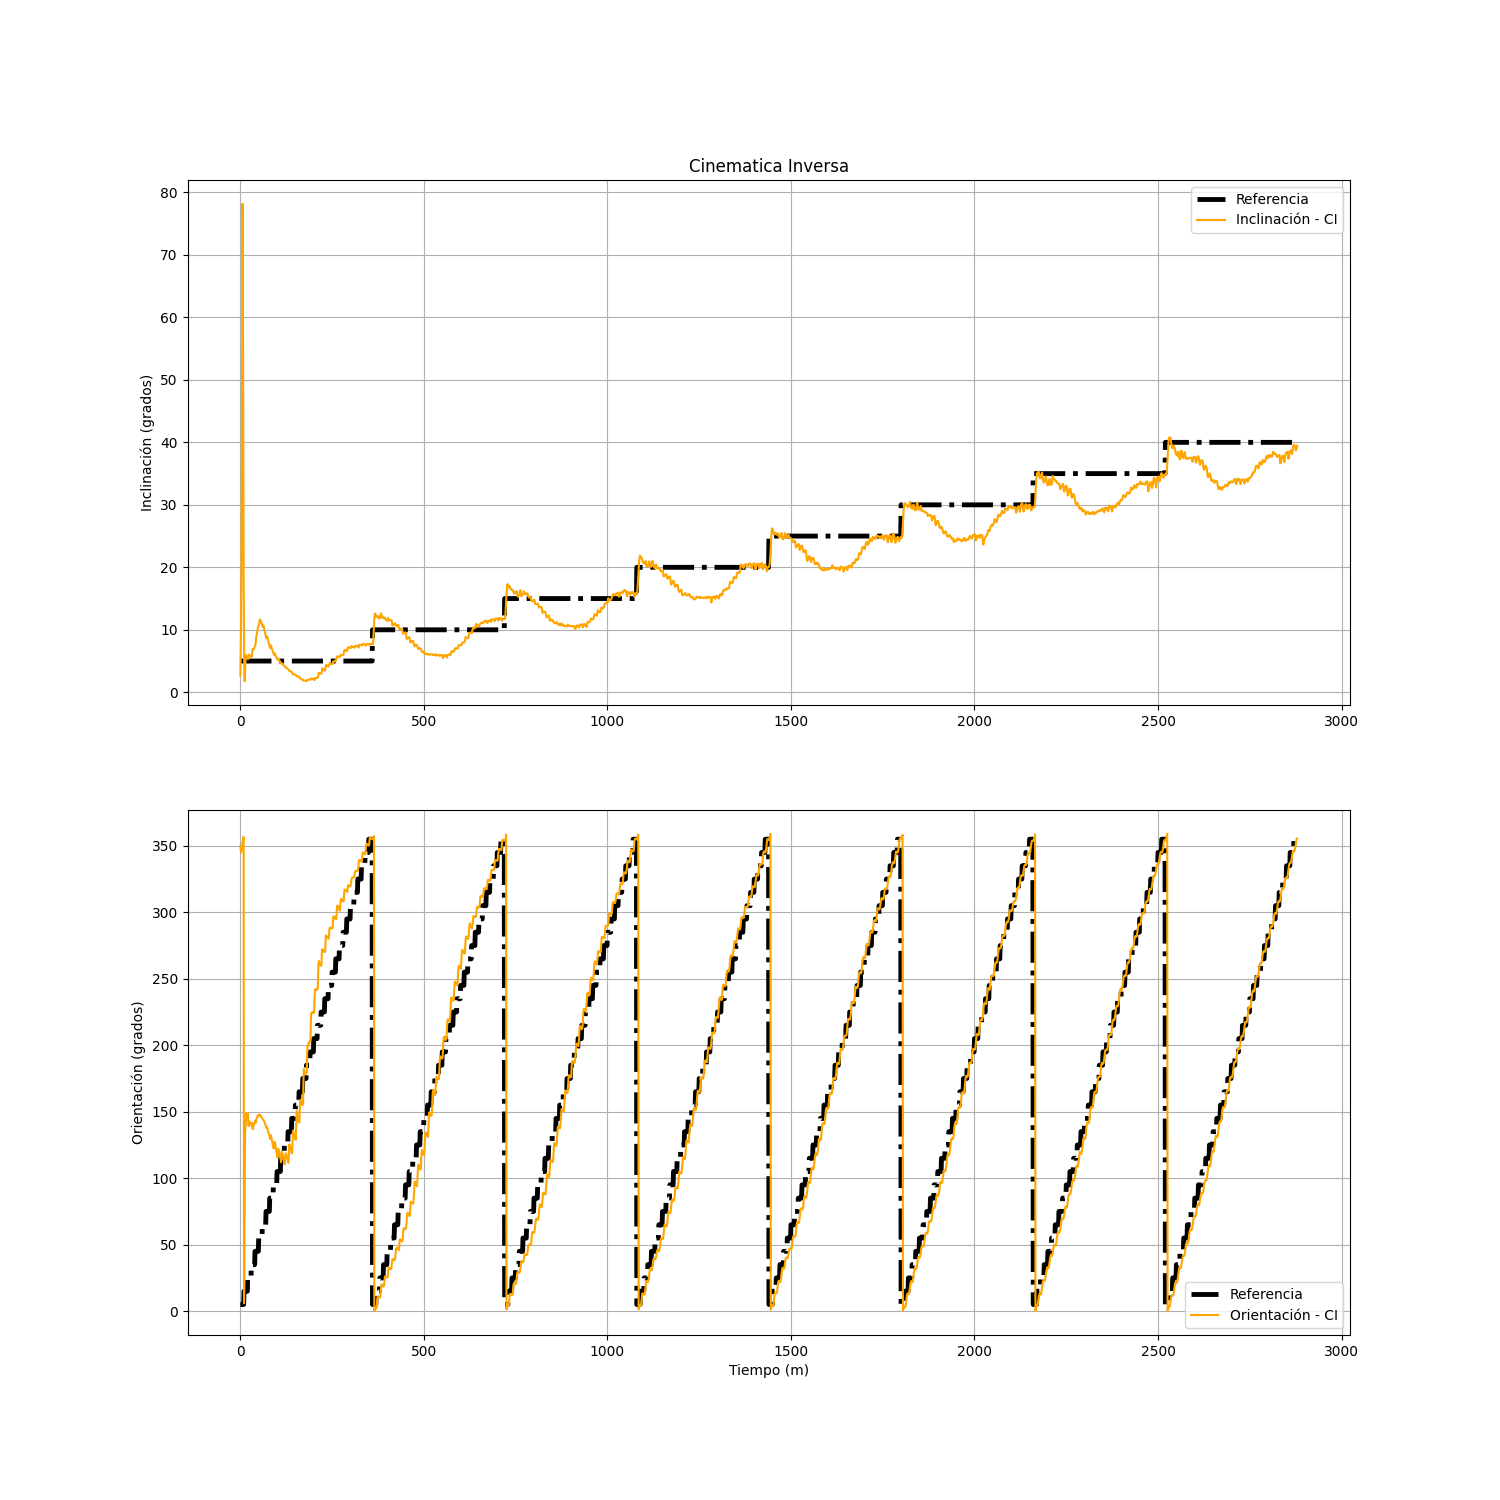 Cinematica Inversa
Inclinación (grados)
80
70
60
50
40
30
20
10
0
Referencia
Inclinación - CI
0 500 1000 1500 2000 2500 3000
Orientación (grados)
350
300
250
200
150
100
50
0
Referencia
Orientación - CI
0 500 1000 1500 2000 2500 3000
Tiempo (m)